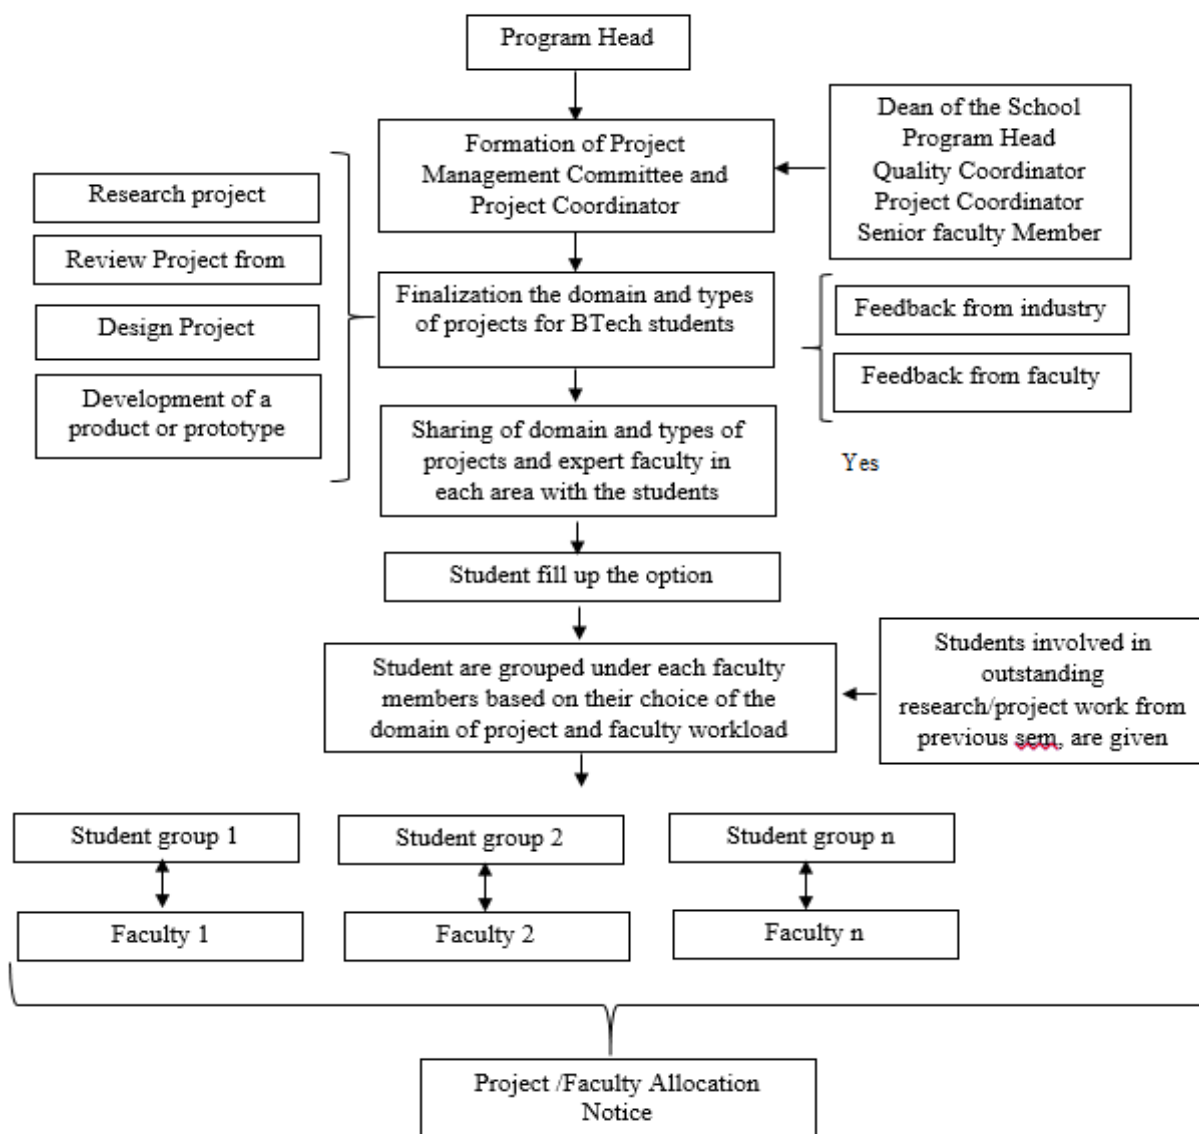 Program Head
Formation of Project
Management Committee and
Project Coordinator
Dean of the School
Program Head
Quality Coordinator
Project Coordinator
Senior faculty Member
Research project
Review Project from
Design Project
Development of a
product or prototype
Finalization the domain and types
of projects for BTech students
Feedback from industry
Feedback from faculty
Sharing of domain and types of
projects and expert faculty in
each area with the students
Yes
Student fill up the option
Student are grouped under each faculty
members based on their choice of the
domain of project and faculty workload
Students involved in
outstanding
research/project work from
previous sem, are given
Student group 1
Student group 2
Student group n
Faculty 1
Faculty 2
Faculty n
Project /Faculty Allocation
Notice